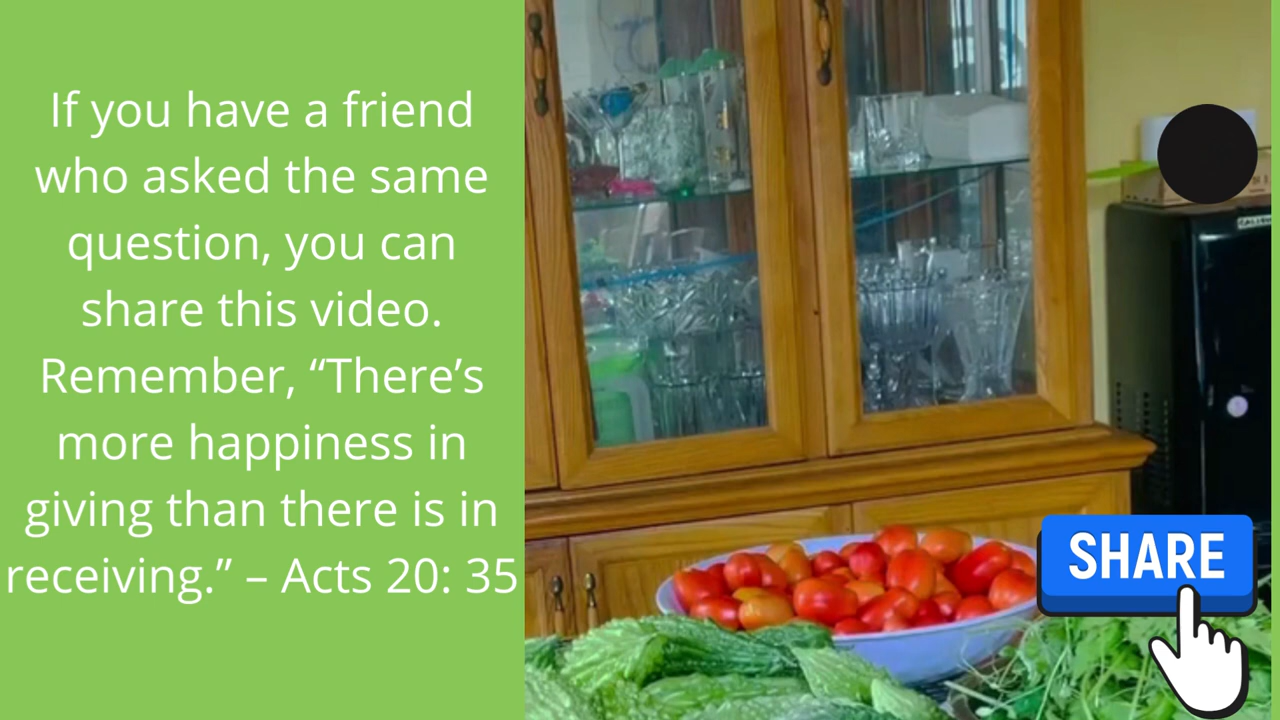 If you have a friend
who asked the same
question, you can
share this video.
Remember, “There’s
more happiness in
giving than there is in
receiving.” – Acts 20: 35
SHARE